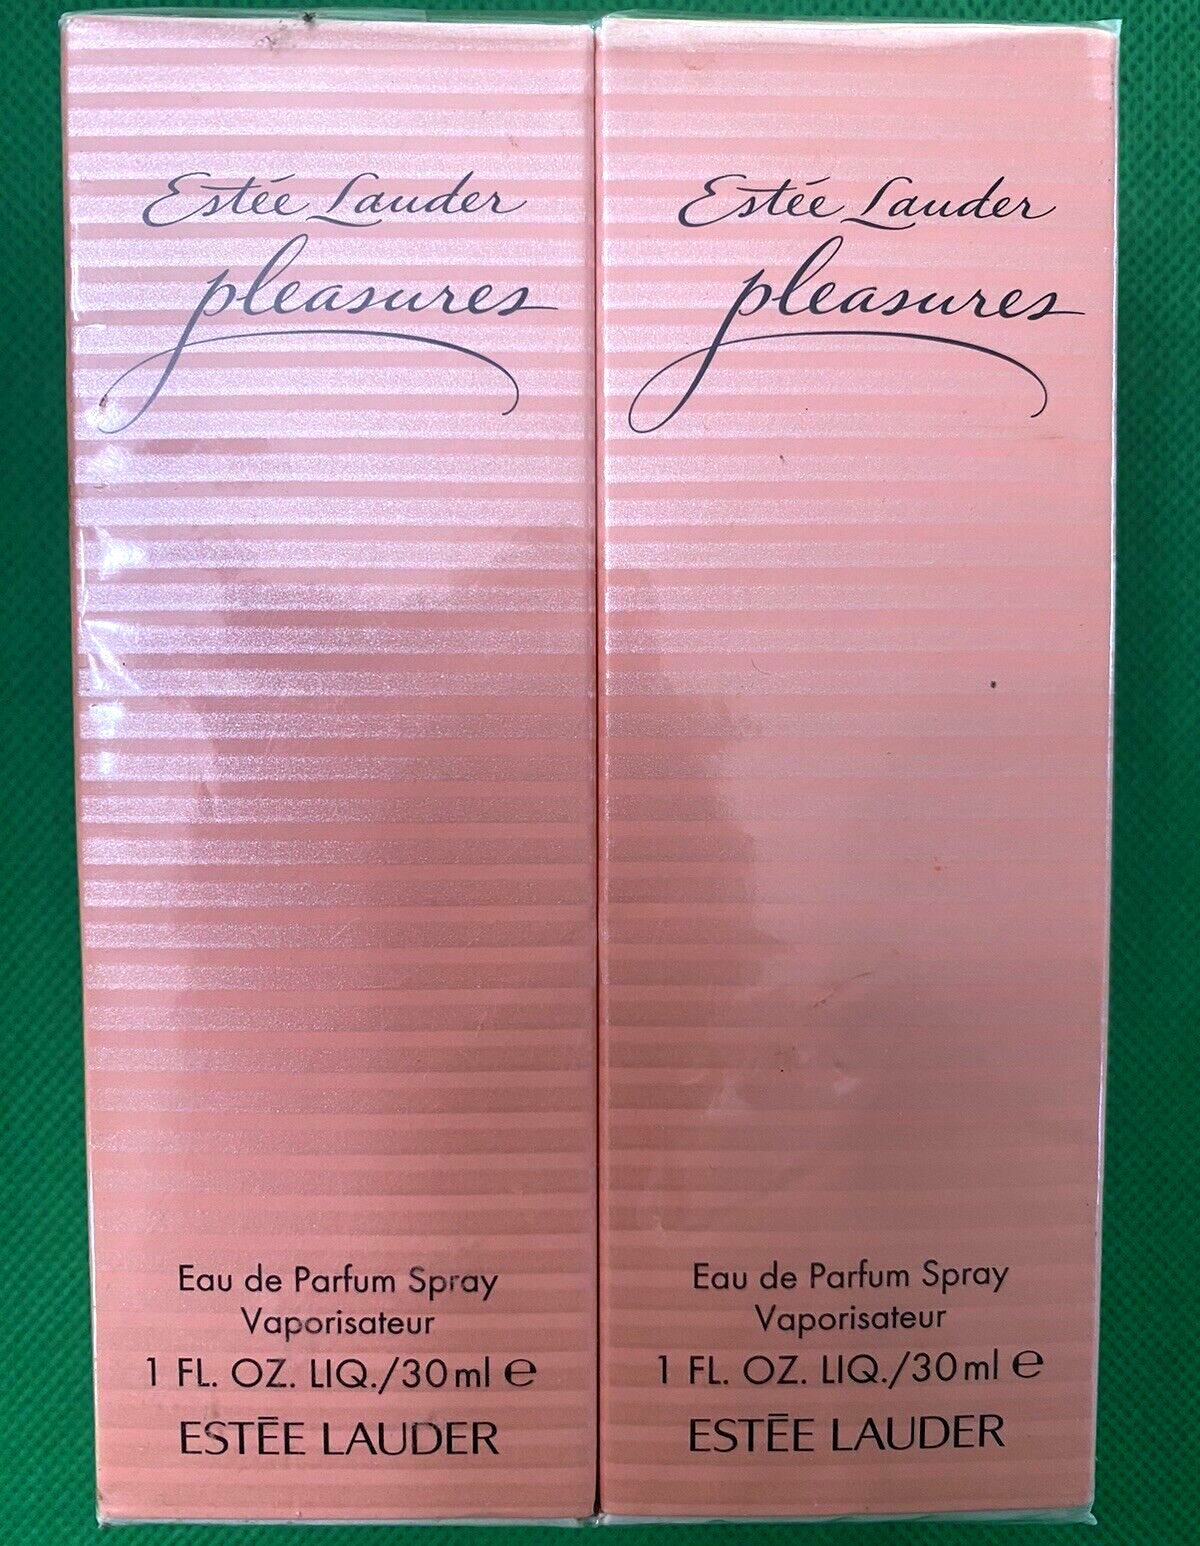 Estée Lauder
pleasures
Eau de Parfum Spray
Vaporisateur
1 FL. OZ. LIQ./30ml ℮
ESTĒE LAUDER
Estée Lauder
pleasures
Eau de Parfum Spray
Vaporisateur
1 FL. OZ. LIQ./30ml ℮
ESTĒE LAUDER